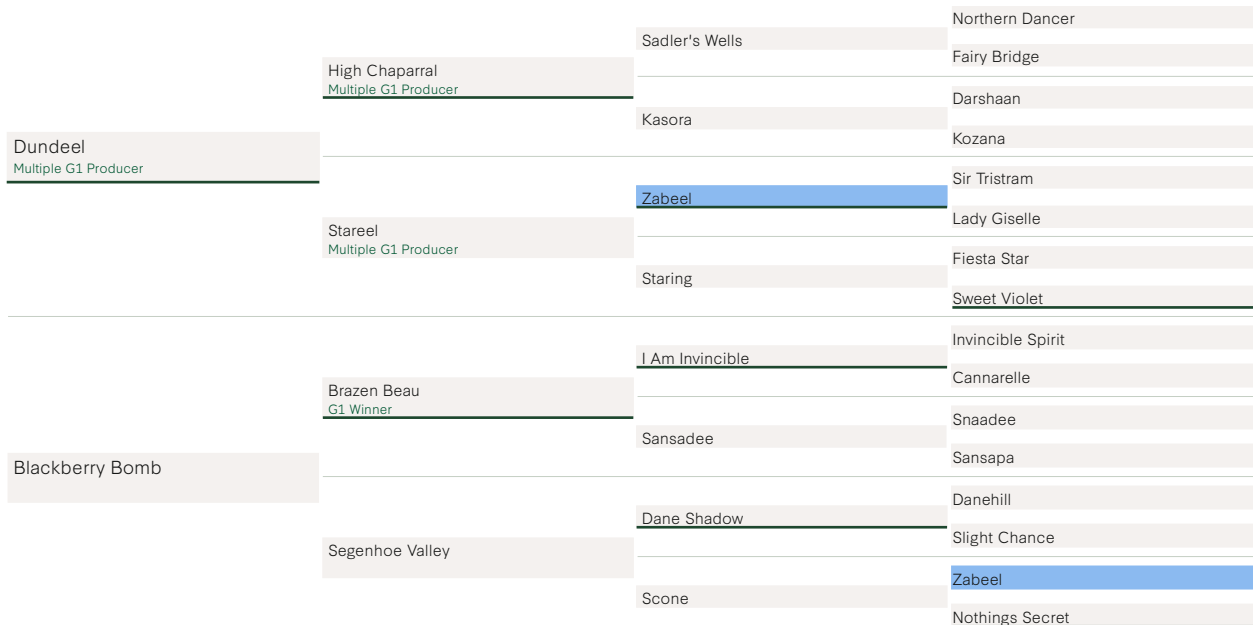 Dundeel
Multiple G1 Producer
Blackberry Bomb
High Chaparral
Multiple G1 Producer
Stareel
Multiple G1 Producer
Brazen Beau
G1 Winner
Segenhoe Valley
Sadler's Wells
Kasora
Zabeel
Staring
I Am Invincible
Sansadee
Dane Shadow
Scone
Northern Dancer
Fairy Bridge
Darshaan
Kozana
Sir Tristram
Lady Giselle
Fiesta Star
Sweet Violet
Invincible Spirit
Cannarelle
Snaadee
Sansapa
Danehill
Slight Chance
Zabeel
Nothings Secret